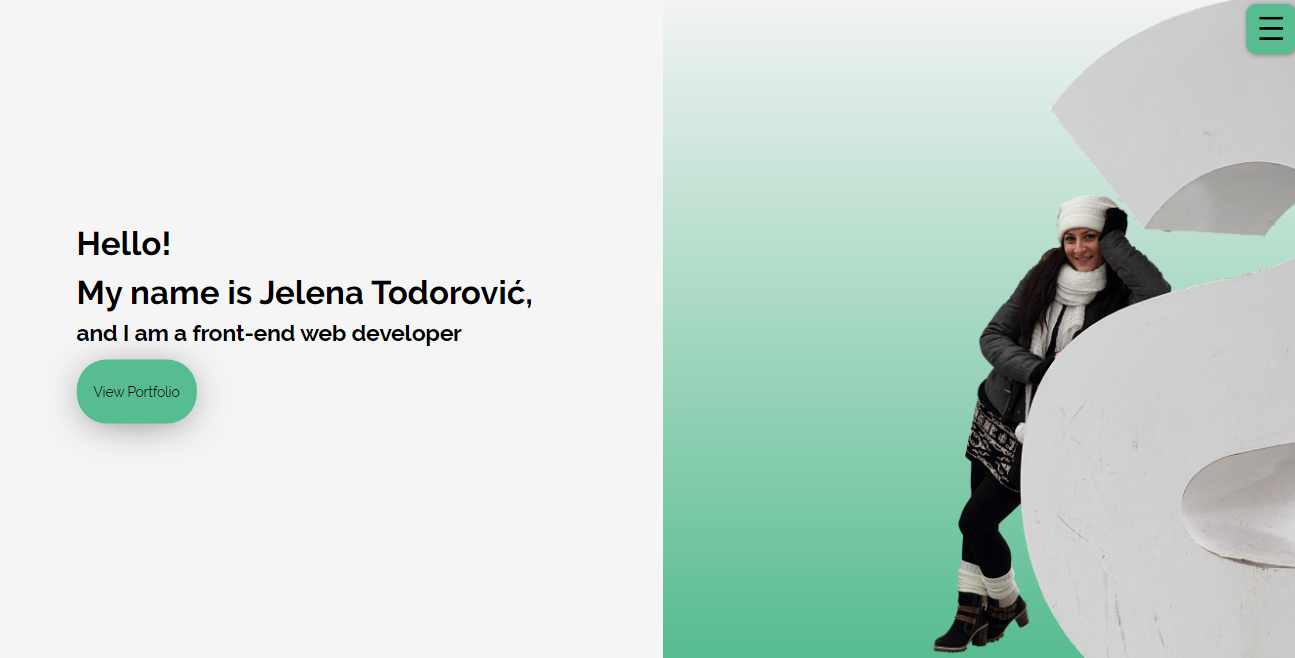 Hello!
My name is Jelena Todorović,
and I am a front-end web developer
View Portfolio